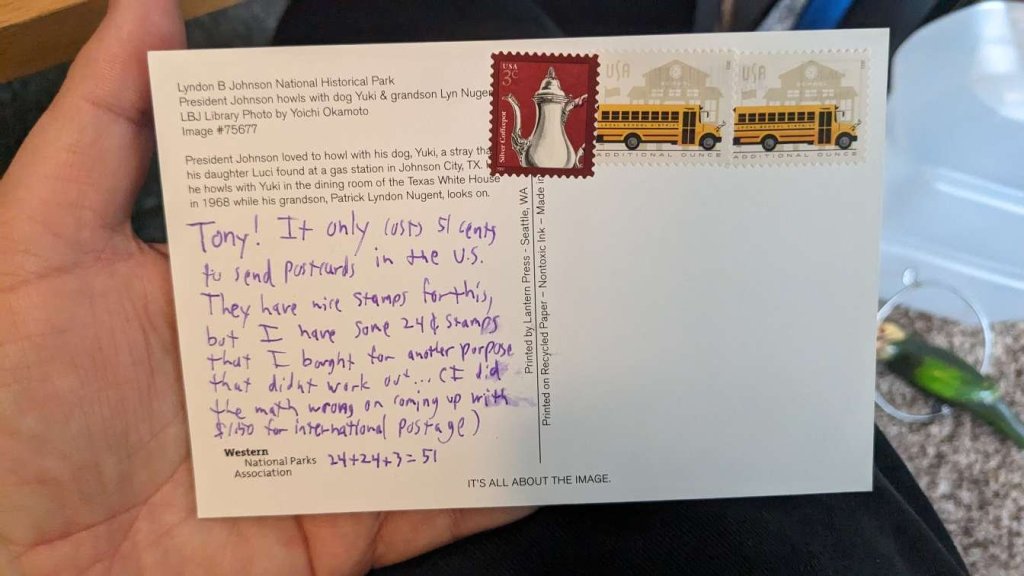 Lyndon B Johnson National Historical Park
President Johnson howls with dog Yuki & grandson Lyn Nuge
LBJ Library Photo by Yoichi Okamoto
Image #75677
President Johnson loved to howl with his dog, Yuki, a stray tha
his daughter Luci found at a gas station in Johnson City, TX.
he howls with Yuki in the dining room of the Texas White House
in 1968 while his grandson, Patrick Lyndon Nugent, looks on.
Tony! It only costs 51 cents
to send postcards in the U.S.
They have nice stamps for this,
but I have some 24¢ stamps
that I bought for another purpose
that didnt work out... (I did
the math wrong on coming up with
$1.50 for international postage)
24+24+3=51
Western
National Parks
Association
IT'S ALL ABOUT THE IMAGE.
Printed by Lantern Press - Seattle, WA
Printed on Recycled Paper – Nontoxic Ink – Made in
USA
3c
Silver Coffeepot
USA
ADDITIONAL OUNCE
USA
ADDITIONAL OUNCE